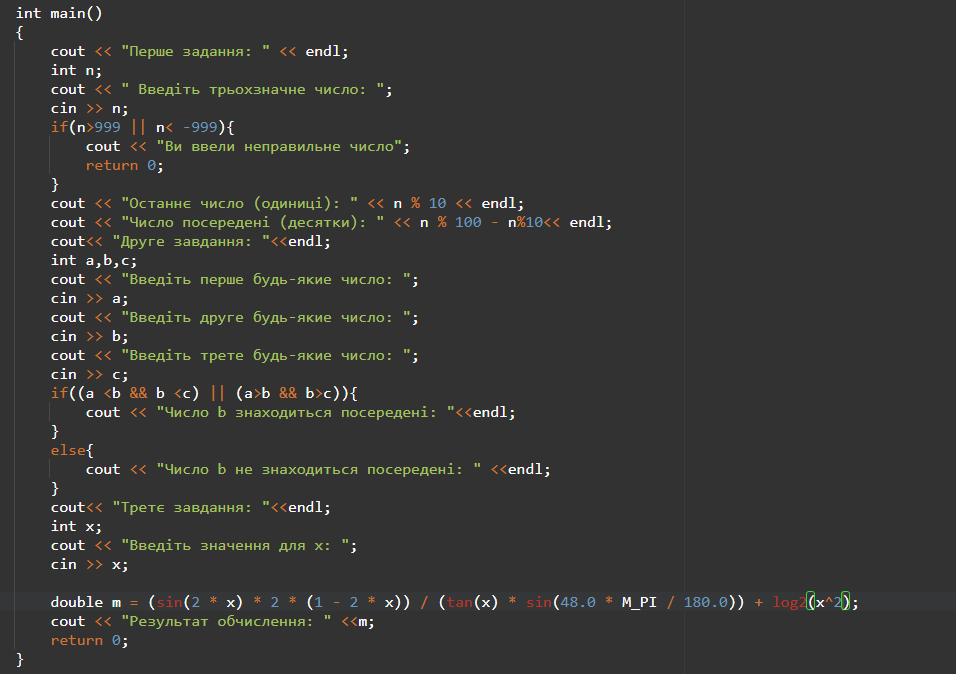 int main()
{
    cout << "Перше задання: " << endl;
    int n;
    cout << " Введіть трьохзначне число: ";
    cin >> n;
    if(n>999 || n< -999){
        cout << "Ви ввели неправильне число";
        return 0;
    }
    cout << "Останнє число (одиниці): " << n % 10 << endl;
    cout << "Число посередені (десятки): " << n % 100 - n%10<< endl;
    cout<< "Друге завдання: "<<endl;
    int a,b,c;
    cout << "Введіть перше будь-якие число: ";
    cin >> a;
    cout << "Введіть друге будь-якие число: ";
    cin >> b;
    cout << "Введіть трете будь-якие число: ";
    cin >> c;
    if((a <b && b <c) || (a>b && b>c)){
        cout << "Число b знаходиться посередені: "<<endl;
    }
    else{
        cout << "Число b не знаходиться посередені: " <<endl;
    }
    cout<< "Третє завдання: "<<endl;
    int x;
    cout << "Введіть значення для x: ";
    cin >> x;
    double m = (sin(2 * x) * 2 * (1 - 2 * x)) / (tan(x) * sin(48.0 * M_PI / 180.0)) + log2(x^2);
    cout << "Результат обчислення: " <<m;
    return 0;
}